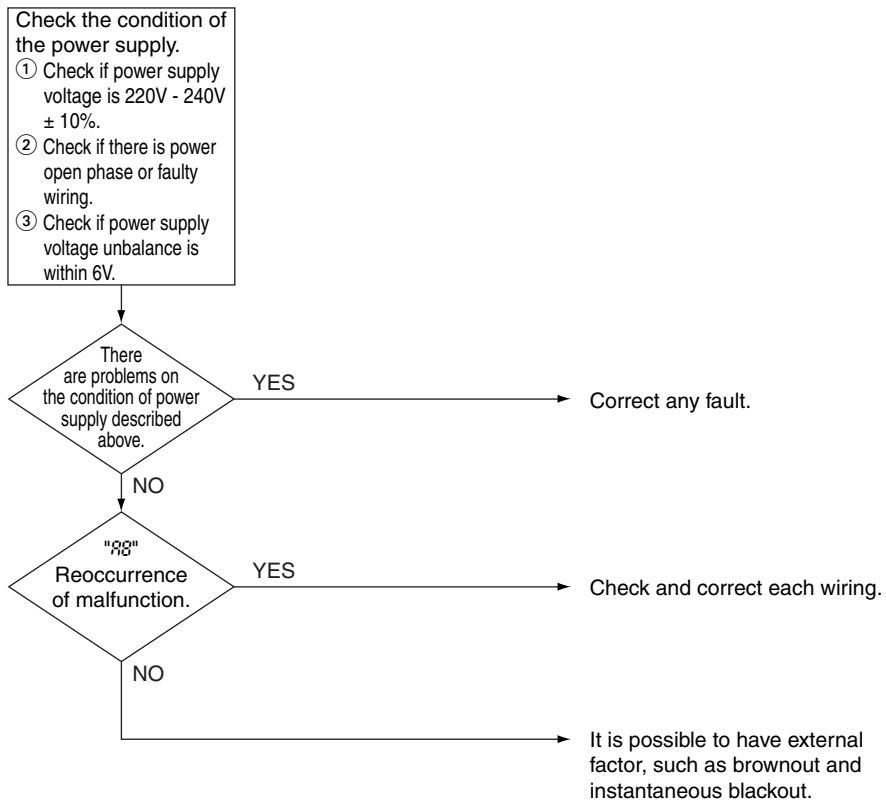 Check the condition of
the power supply.
① Check if power supply
voltage is 220V - 240V
± 10%.
② Check if there is power
open phase or faulty
wiring.
③ Check if power supply
voltage unbalance is
within 6V.
There
are problems on
the condition of power
supply described
above.
YES
Correct any fault.
NO
"A8"
Reoccurrence
of malfunction.
YES
Check and correct each wiring.
NO
It is possible to have external
factor, such as brownout and
instantaneous blackout.